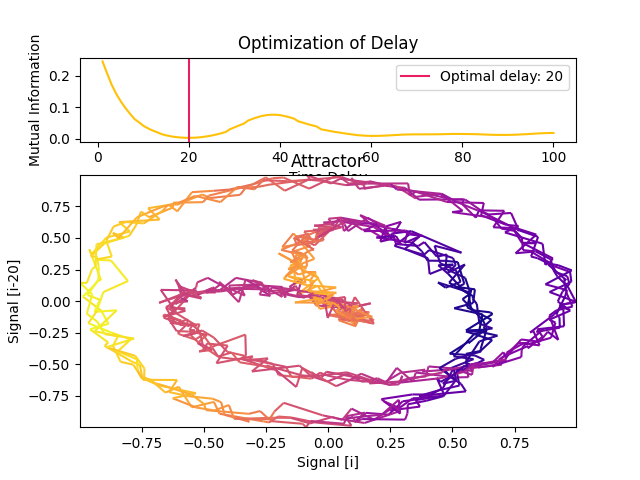 Optimization of Delay
Mutual Information
0.2
0.1
0.0
Optimal delay: 20
0 20 40 60 80 100
Time Delay
Attractor
Signal [i-20]
0.75
0.50
0.25
0.00
−0.25
−0.50
−0.75
−0.75 −0.50 −0.25 0.00 0.25 0.50 0.75
Signal [i]